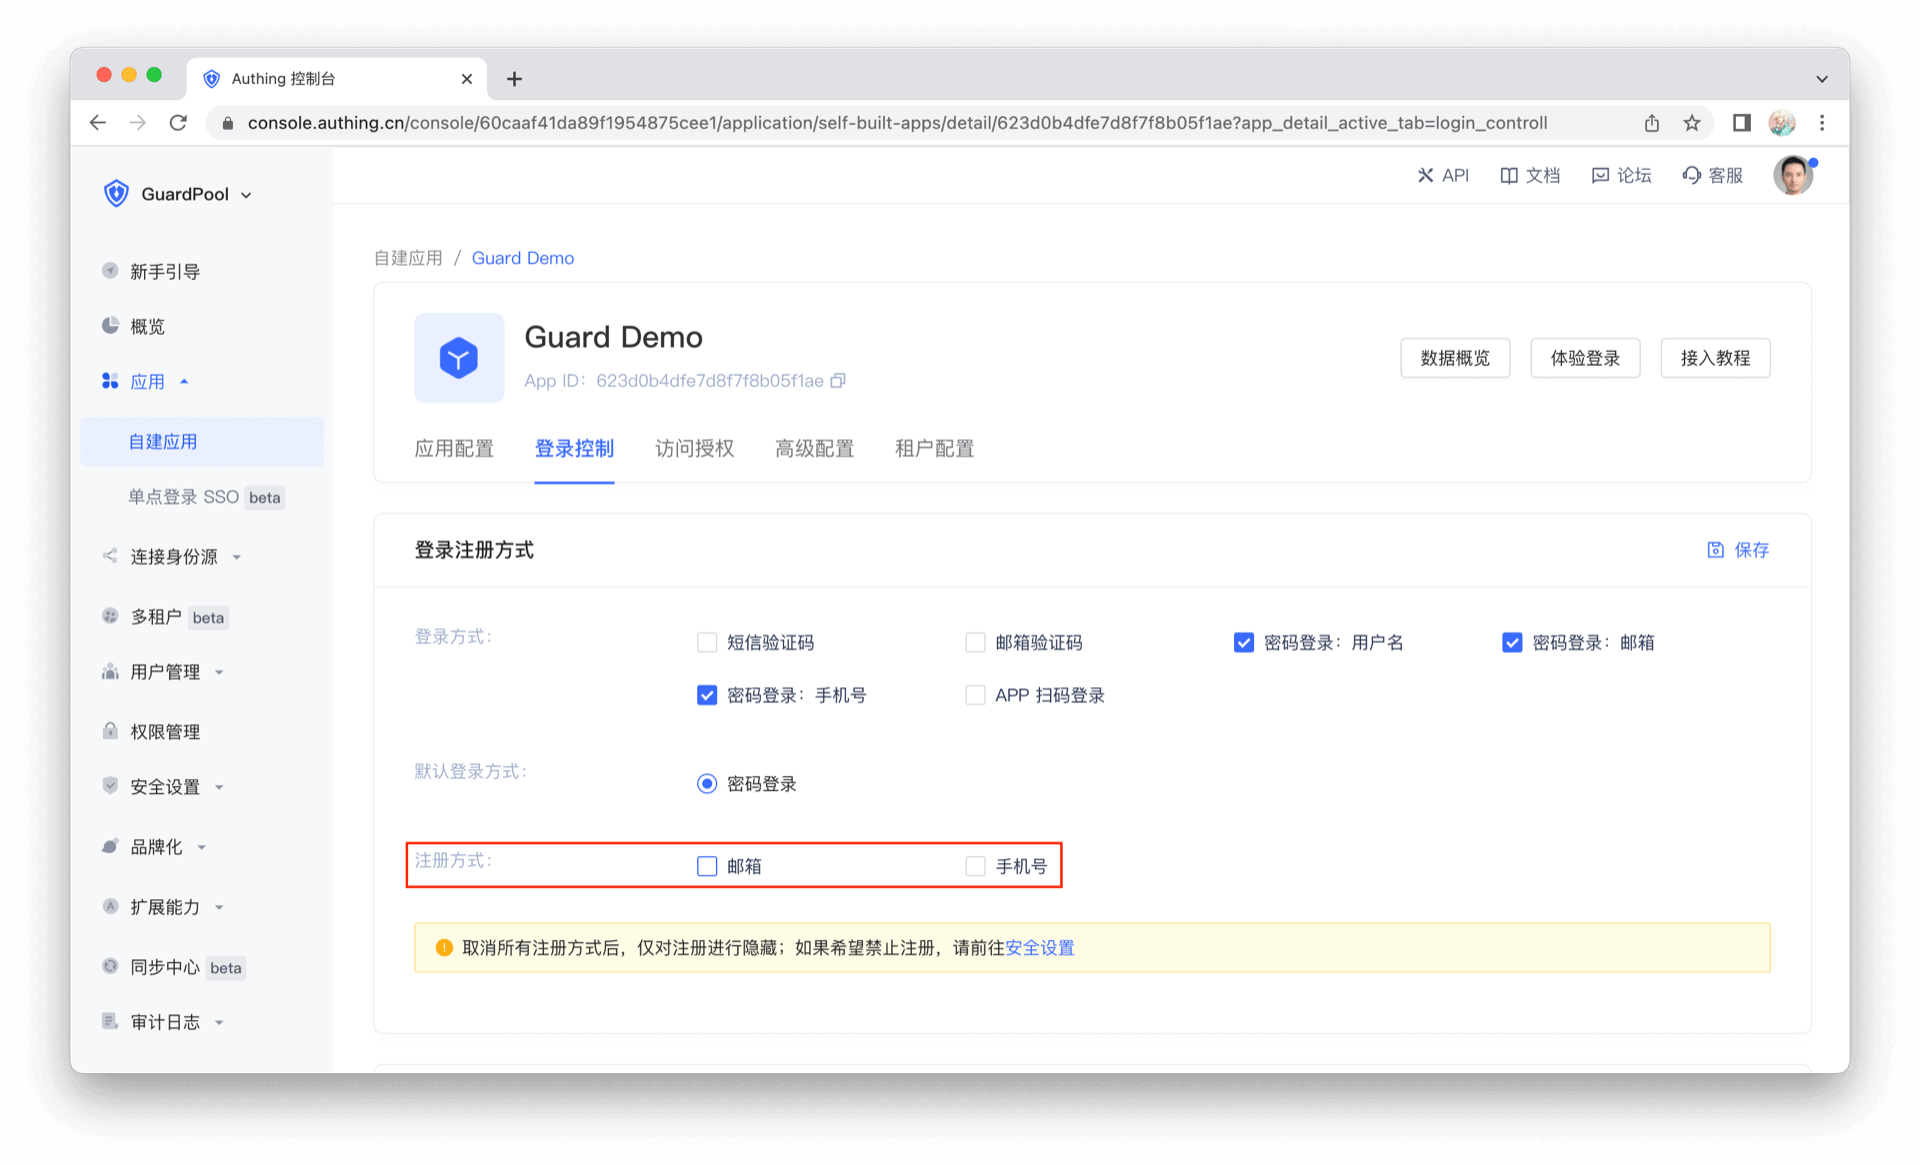 Authing 控制台
console.authing.cn/console/60caaf41da89f1954875cee1/application/self-built-apps/detail/623d0b4dfe7d8f7f8b05f1ae?app_detail_active_tab=login_controll
GuardPool
API 文档 论坛 客服
新手引导
概览
应用
自建应用
单点登录 SSO beta
连接身份源
多租户 beta
用户管理
权限管理
安全设置
品牌化
扩展能力
同步中心 beta
审计日志
自建应用 / Guard Demo
Guard Demo
App ID：623d0b4dfe7d8f7f8b05f1ae
数据概览 体验登录 接入教程
应用配置 登录控制 访问授权 高级配置 租户配置
登录注册方式
保存
登录方式：
短信验证码 邮箱验证码 密码登录：用户名 密码登录：邮箱
密码登录：手机号 APP 扫码登录
默认登录方式：
密码登录
注册方式：
邮箱 手机号
取消所有注册方式后，仅对注册进行隐藏；如果希望禁止注册，请前往安全设置